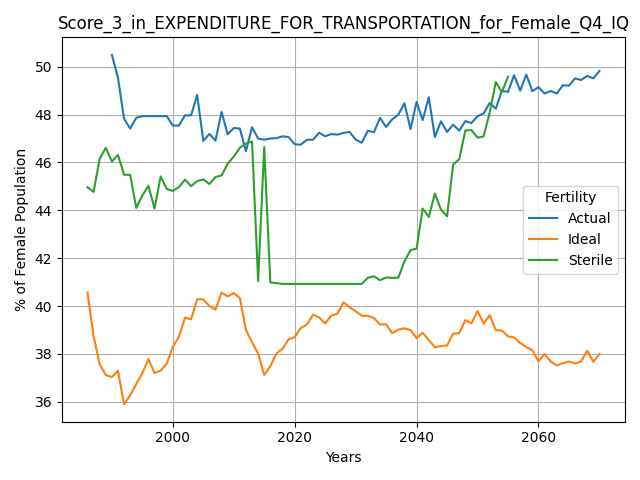 Score_3_in_EXPENDITURE_FOR_TRANSPORTATION_for_Female_Q4_IQ
% of Female Population
50
48
46
44
42
40
38
36
Fertility
Actual
Ideal
Sterile
2000
2020
2040
2060
Years